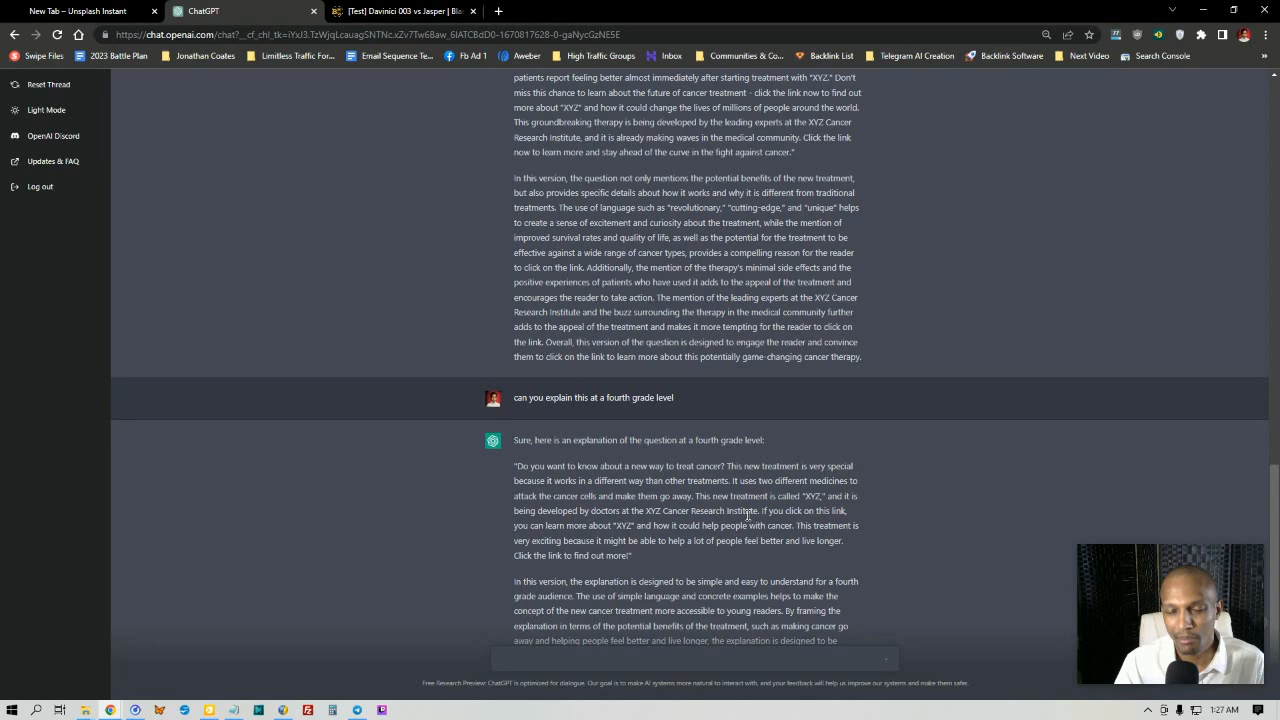 New Tab – Unsplash Instant
ChatGPT
[Test] Davinci 003 vs Jasper [ Bla
https://chat.openai.com/chat?__cf_chl_tk=
Swipe Files
2023 Battle Plan
Jonathan Coates
Limitless Traffic For...
Email Sequence Te...
Fb Ad 1
Aweber
High Traffic Groups
Inbox
Communities & Co...
Backlink List
Telegram AI Creation
Backlink Software
Next Video
Search Console
Reset Thread
Light Mode
OpenAI Discord
Updates & FAQ
Log out
patients report feeling better almost immediately after starting treatment with "XYZ." Don't
miss this chance to learn about the future of cancer treatment - click the link now to find out
more about "XYZ" and how it could change the lives of millions of people around the world.
This groundbreaking therapy is being developed by the leading experts at the XYZ Cancer
Research Institute, and it is already making waves in the medical community. Click the link
now to learn more and stay ahead of the curve in the fight against cancer."
In this version, the question not only mentions the potential benefits of the new treatment,
but also provides specific details about how it works and why it is different from traditional
treatments. The use of language such as "revolutionary," "cutting-edge," and "unique" helps
to create a sense of excitement and curiosity about the treatment, while the mention of
improved survival rates and quality of life, as well as the potential for the treatment to be
effective against a wide range of cancer types, provides a compelling reason for the reader
to click on the link. Additionally, the mention of the therapy's minimal side effects and the
positive experiences of patients who have used it adds to the appeal of the treatment and
encourages the reader to take action. The mention of the leading experts at the XYZ Cancer
Research Institute and the buzz surrounding the therapy in the medical community further
adds to the appeal of the treatment and makes it more tempting for the reader to click on
the link. Overall, this version of the question is designed to engage the reader and convince
them to click on the link to learn more about this potentially game-changing cancer therapy.
can you explain this at a fourth grade level
Sure, here is an explanation of the question at a fourth grade level:
"Do you want to know about a new way to treat cancer? This new treatment is very special
because it works in a different way than other treatments. It uses two different medicines to
attack the cancer cells and make them go away. This new treatment is called "XYZ," and it is
being developed by doctors at the XYZ Cancer Research Institute. If you click on this link,
you can learn more about "XYZ" and how it could help people with cancer. This treatment is
very exciting because it might be able to help a lot of people feel better and live longer.
Click the link to find out more!"
In this version, the explanation is designed to be simple and easy to understand for a fourth
grade audience. The use of simple language and concrete examples helps to make the
concept of the new cancer treatment more accessible to young readers. By framing the
explanation in terms of the potential benefits of the treatment, such as making cancer go
away and helping people feel better and live longer, the explanation is designed to be
Free Research Preview: ChatGPT is optimized for dialogue. Our goal is to make AI systems more natural to interact with, and your feedback will help us improve our systems and make them safer.
1:27 AM